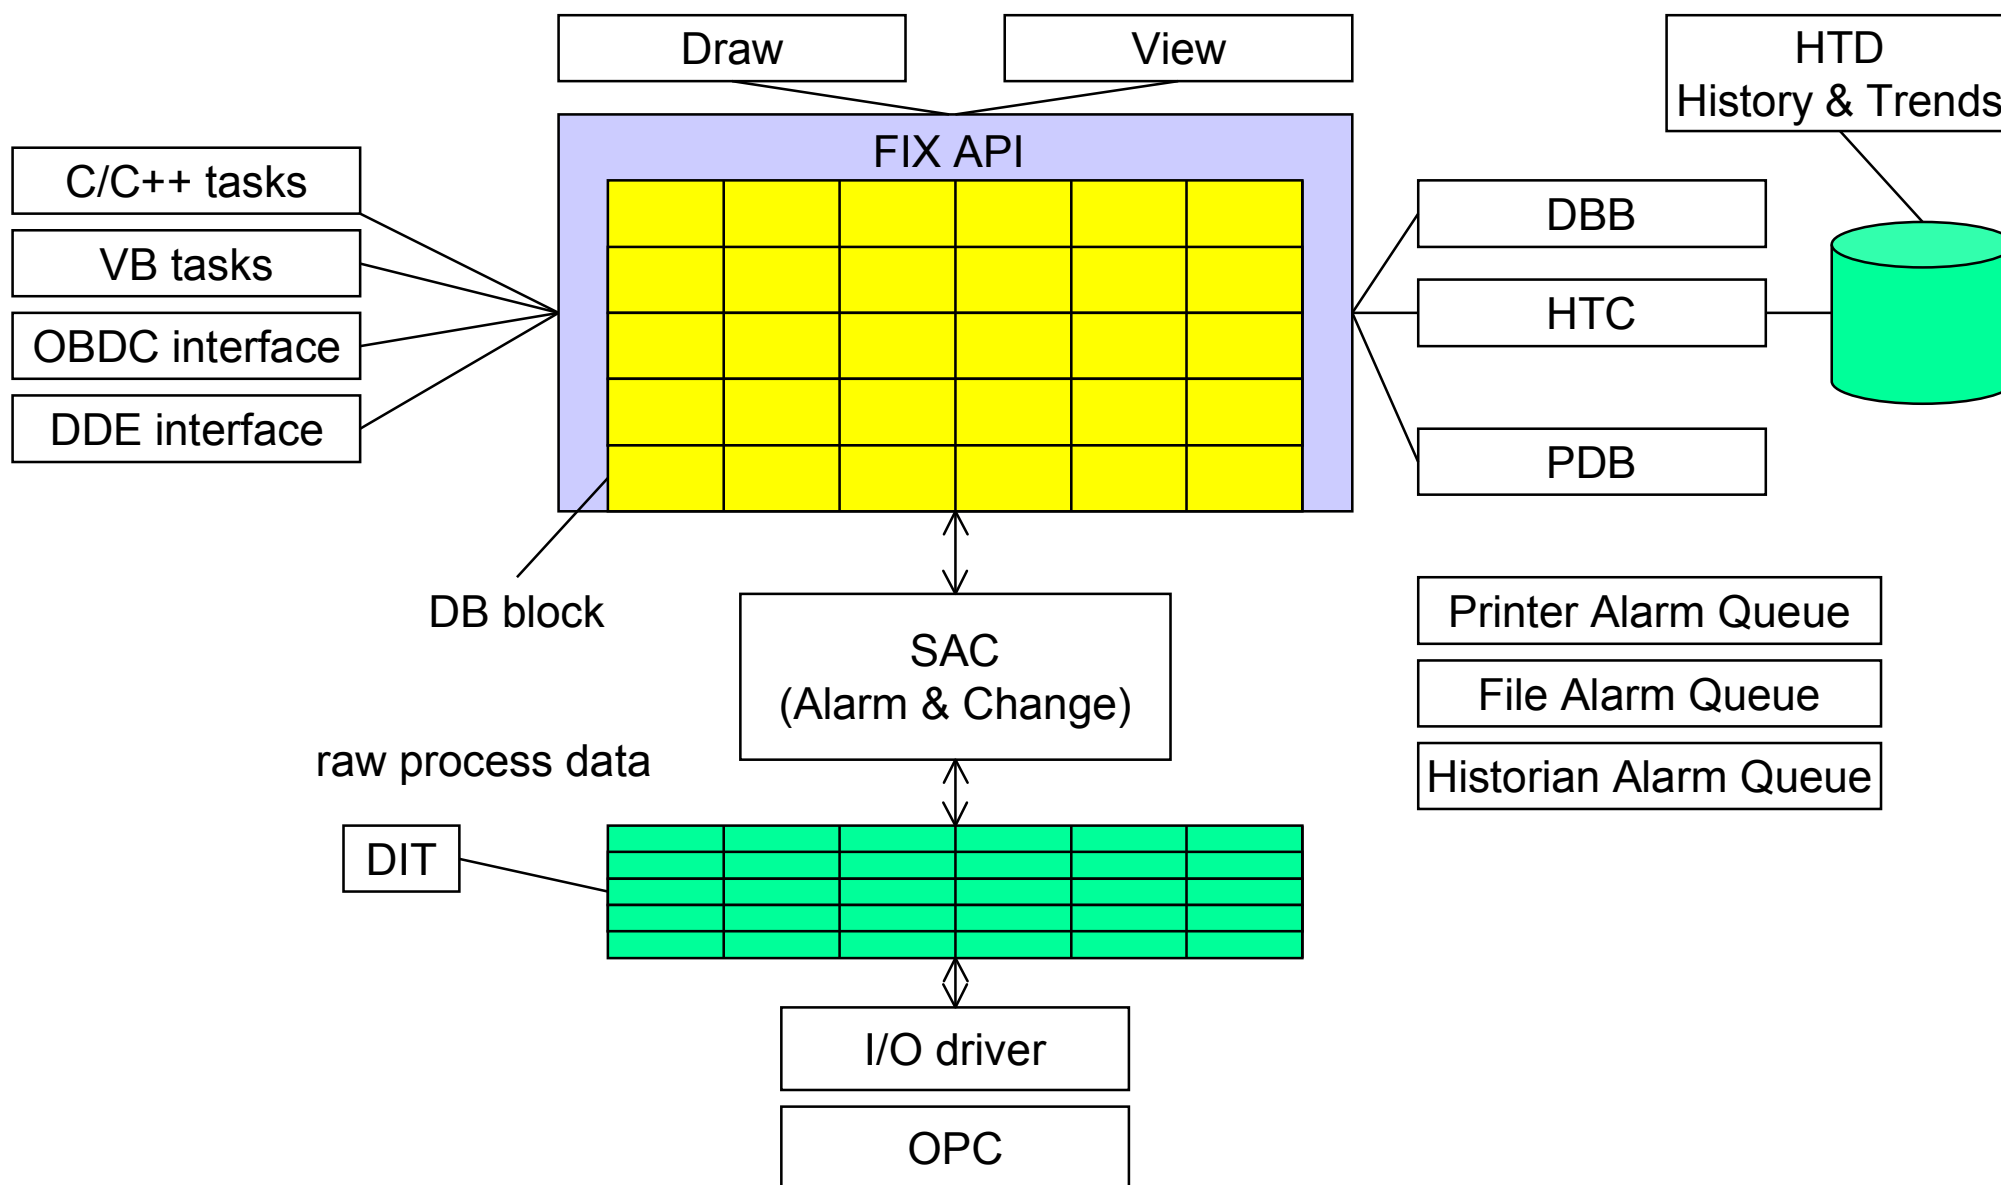 Draw
View
HTD
History & Trends
FIX API
C/C++ tasks
VB tasks
OBDC interface
DDE interface
DBB
HTC
PDB
DB block
SAC
(Alarm & Change)
Printer Alarm Queue
File Alarm Queue
Historian Alarm Queue
raw process data
DIT
I/O driver
OPC